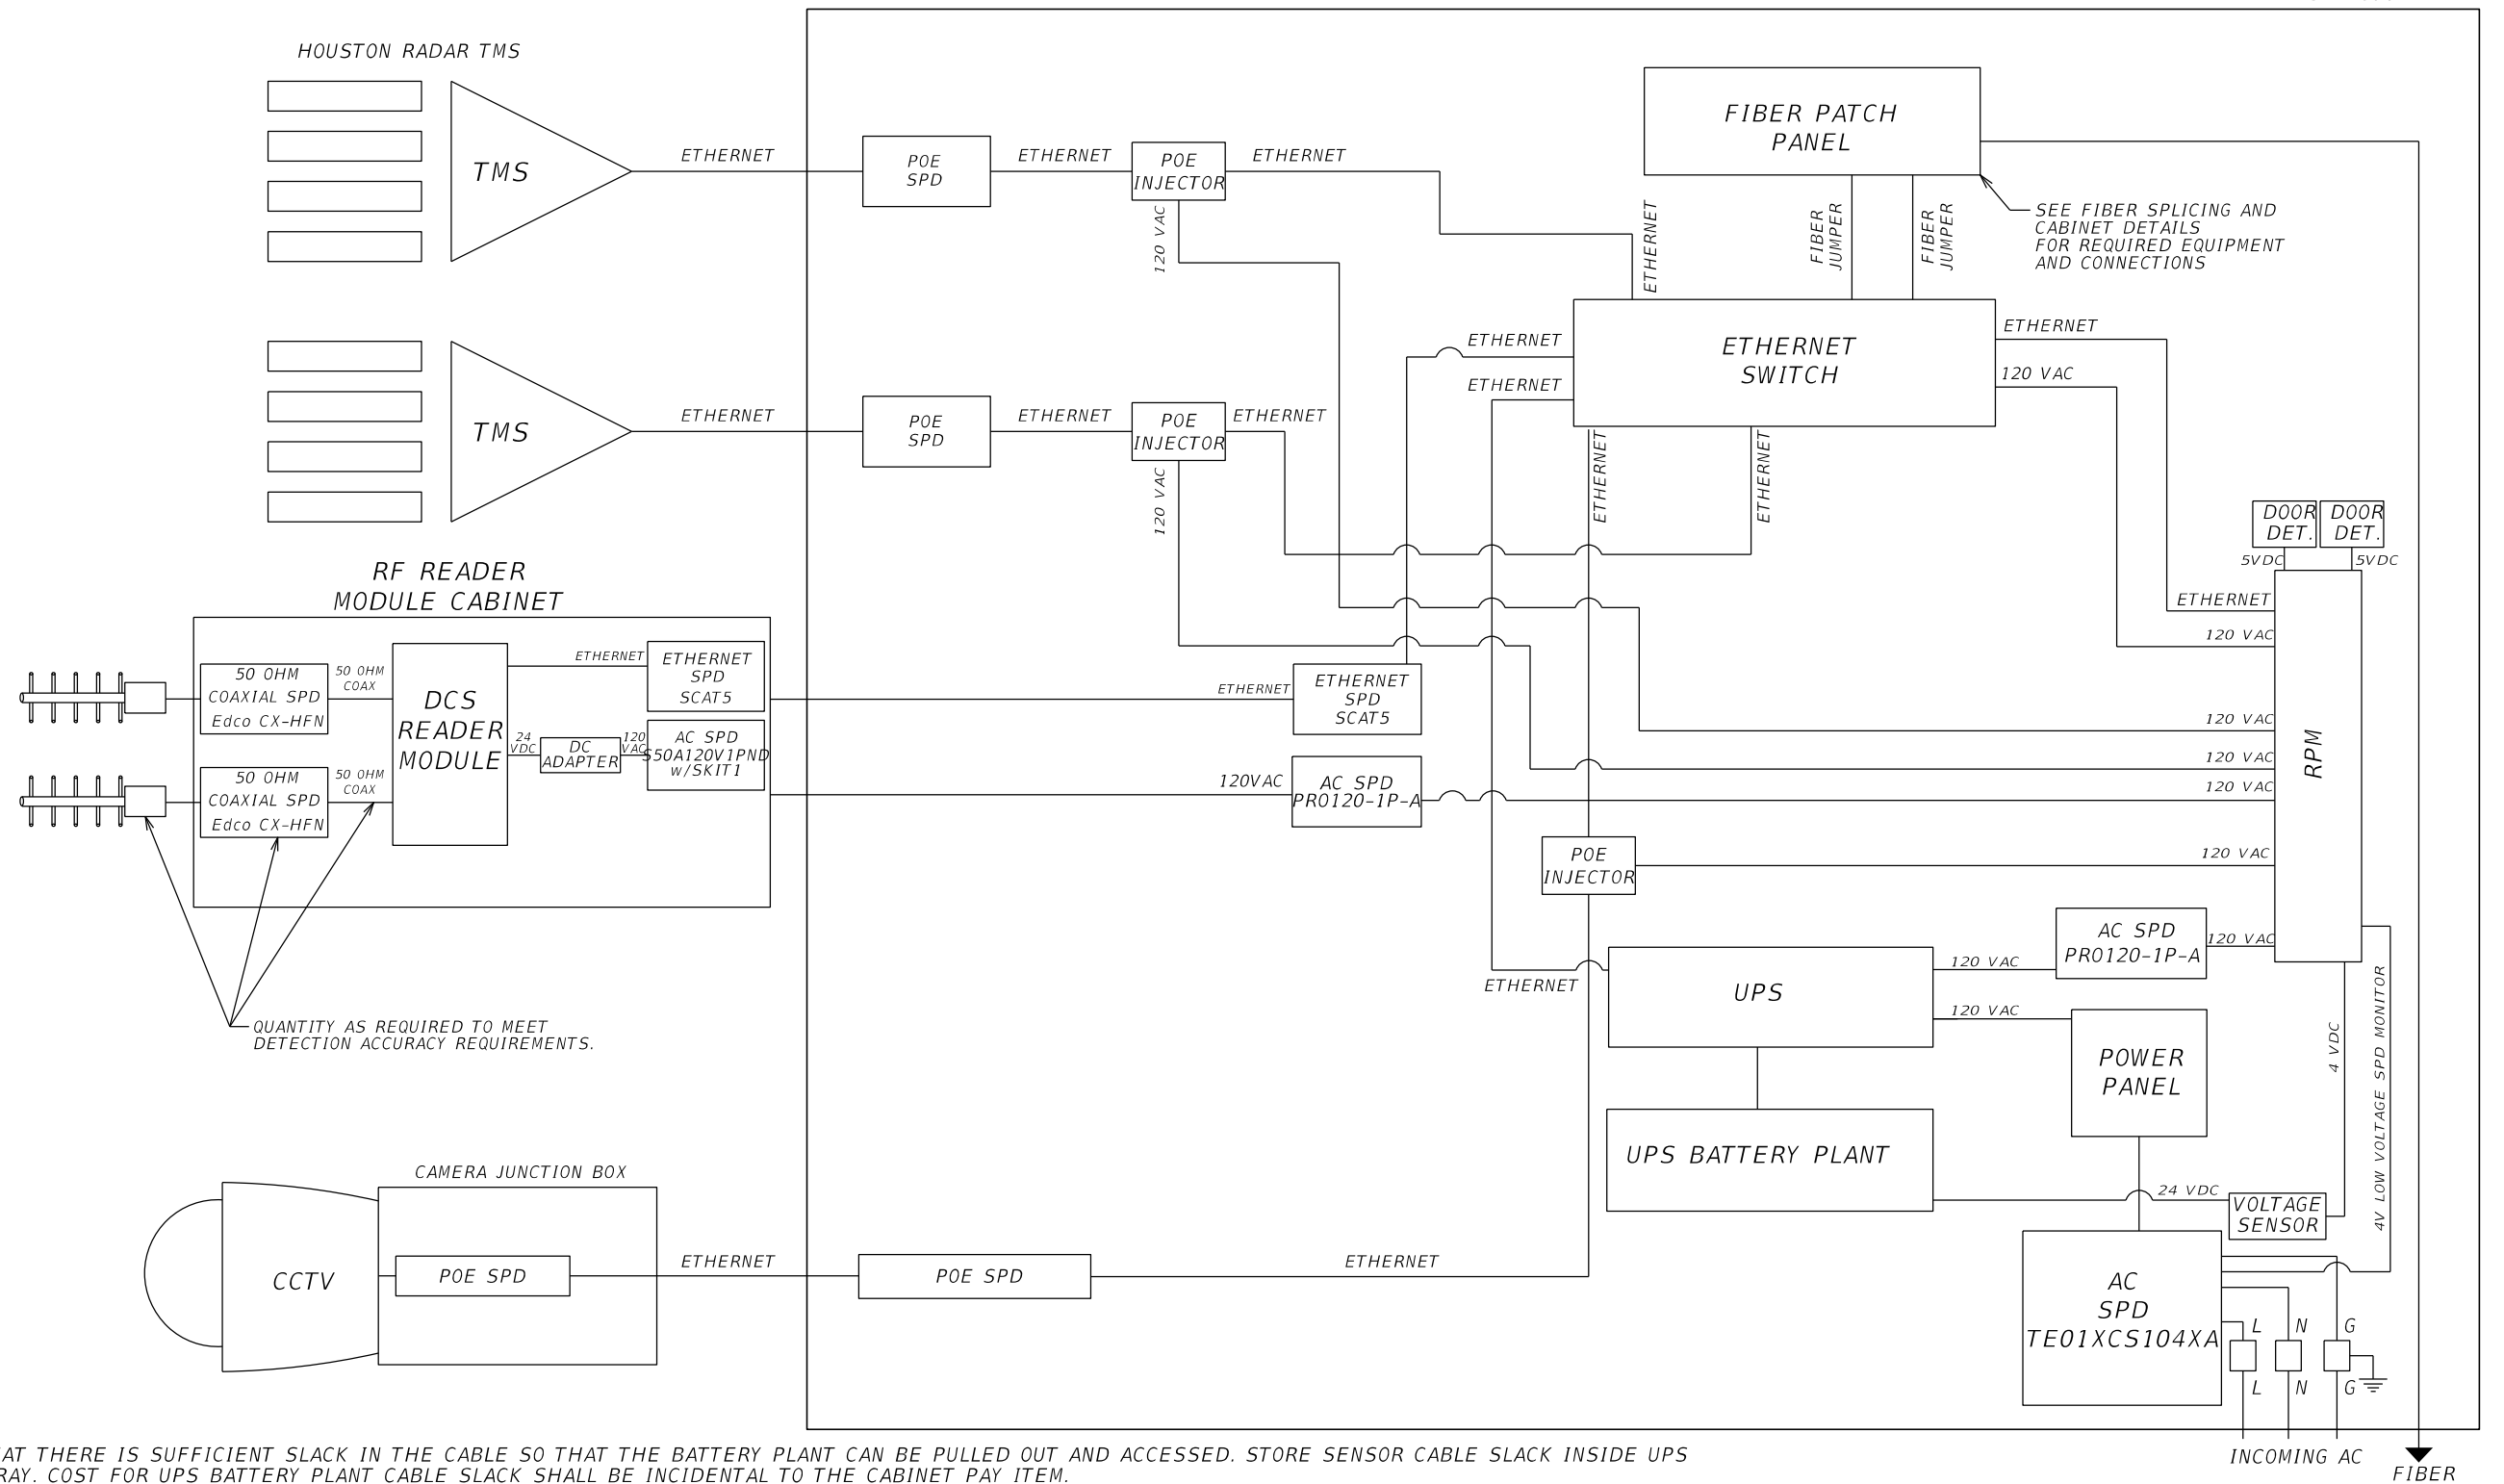 HOUSTON RADAR TMS
TMS
ETHERNET
POE
SPD
ETHERNET
POE
INJECTOR
ETHERNET
120 VAC
ETHERNET
FIBER PATCH
PANEL
FIBER
JUMPER
FIBER
JUMPER
SEE FIBER SPLICING AND
CABINET DETAILS
FOR REQUIRED EQUIPMENT
AND CONNECTIONS
TMS
ETHERNET
POE
SPD
ETHERNET
POE
INJECTOR
ETHERNET
120 VAC
ETHERNET
ETHERNET
ETHERNET
SWITCH
ETHERNET
120 VAC
ETHERNET
ETHERNET
DOOR
DET.
DOOR
DET.
5VDC
5VDC
ETHERNET
120 VAC
120 VAC
120 VAC
120 VAC
120 VAC
120 VAC
RPM
RF READER
MODULE CABINET
50 OHM
COAXIAL SPD
Edco CX-HFN
50 OHM
COAX
50 OHM
COAXIAL SPD
Edco CX-HFN
50 OHM
COAX
DCS
READER
MODULE
ETHERNET
ETHERNET
SPD
SCAT5
24
VDC
DC
ADAPTER
120
VAC
AC SPD
S50A120V1PND
w/SKIT1
ETHERNET
ETHERNET
SPD
SCAT5
120VAC
AC SPD
PRO120-1P-A
POE
INJECTOR
QUANTITY AS REQUIRED TO MEET
DETECTION ACCURACY REQUIREMENTS.
ETHERNET
UPS
120 VAC
120 VAC
AC SPD
PRO120-1P-A
POWER
PANEL
UPS BATTERY PLANT
24 VDC
VOLTAGE
SENSOR
4 VDC
4V LOW VOLTAGE SPD MONITOR
CAMERA JUNCTION BOX
CCTV
POE SPD
ETHERNET
POE SPD
ETHERNET
AC
SPD
TE01XCS104XA
L
N
G
L
N
G
INCOMING AC
FIBER
AT THERE IS SUFFICIENT SLACK IN THE CABLE SO THAT THE BATTERY PLANT CAN BE PULLED OUT AND ACCESSED. STORE SENSOR CABLE SLACK INSIDE UPS
RAY. COST FOR UPS BATTERY PLANT CABLE SLACK SHALL BE INCIDENTAL TO THE CABINET PAY ITEM.